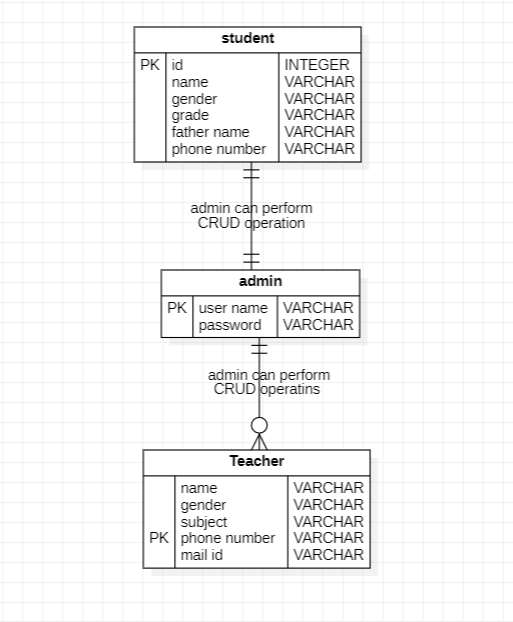 student
PK id INTEGER
name VARCHAR
gender VARCHAR
grade VARCHAR
father name VARCHAR
phone number VARCHAR
admin can perform
CRUD operation
admin
PK user name VARCHAR
password VARCHAR
admin can perform
CRUD operatins
Teacher
name VARCHAR
gender VARCHAR
subject VARCHAR
PK phone number VARCHAR
mail id VARCHAR